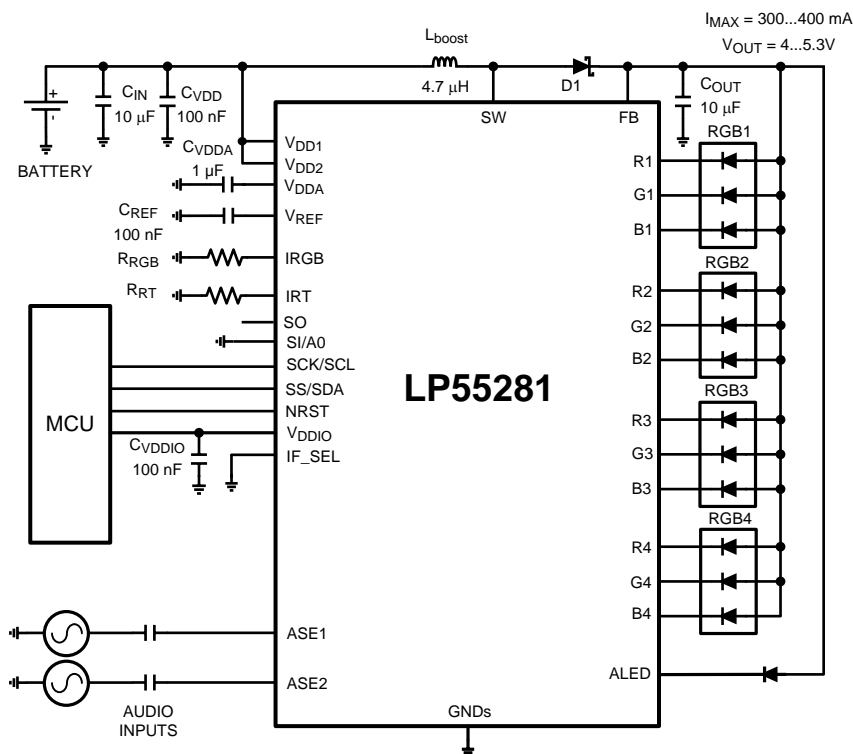 IMAX = 300...400 mA
VOUT = 4...5.3V
Lboost
4.7 μH
D1
SW
FB
COUT
10 μF
+
-
BATTERY
CIN
10 μF
CVDD
100 nF
CVDDA
1 μF
CREF
100 nF
RRGB
RRT
VDD1
VDD2
VDDA
VREF
IRGB
IRT
SO
SI/A0
SCK/SCL
SS/SDA
NRST
VDDIO
IF_SEL
MCU
CVDDIO
100 nF
LP55281
RGB1
R1
G1
B1
RGB2
R2
G2
B2
RGB3
R3
G3
B3
RGB4
R4
G4
B4
ASE1
ASE2
AUDIO
INPUTS
ALED
GNDs